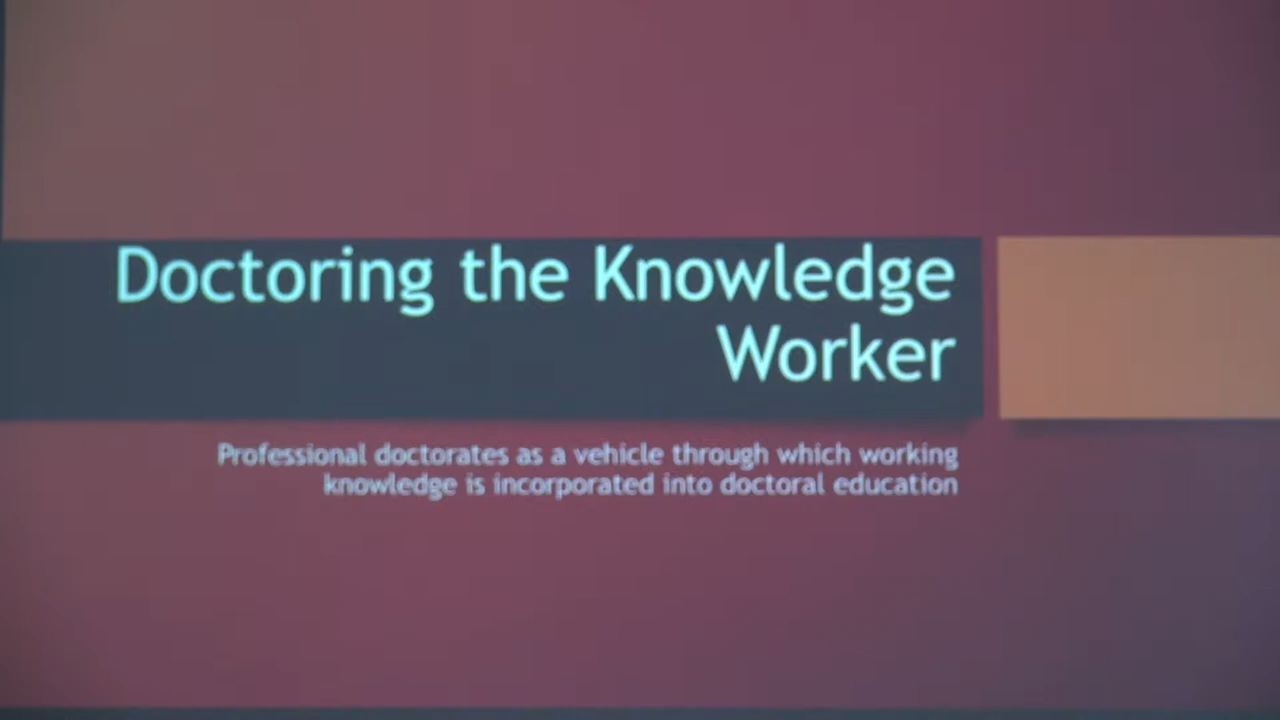 Doctoring the Knowledge
Worker
Professional doctorates as a vehicle through which working
knowledge is incorporated into doctoral education